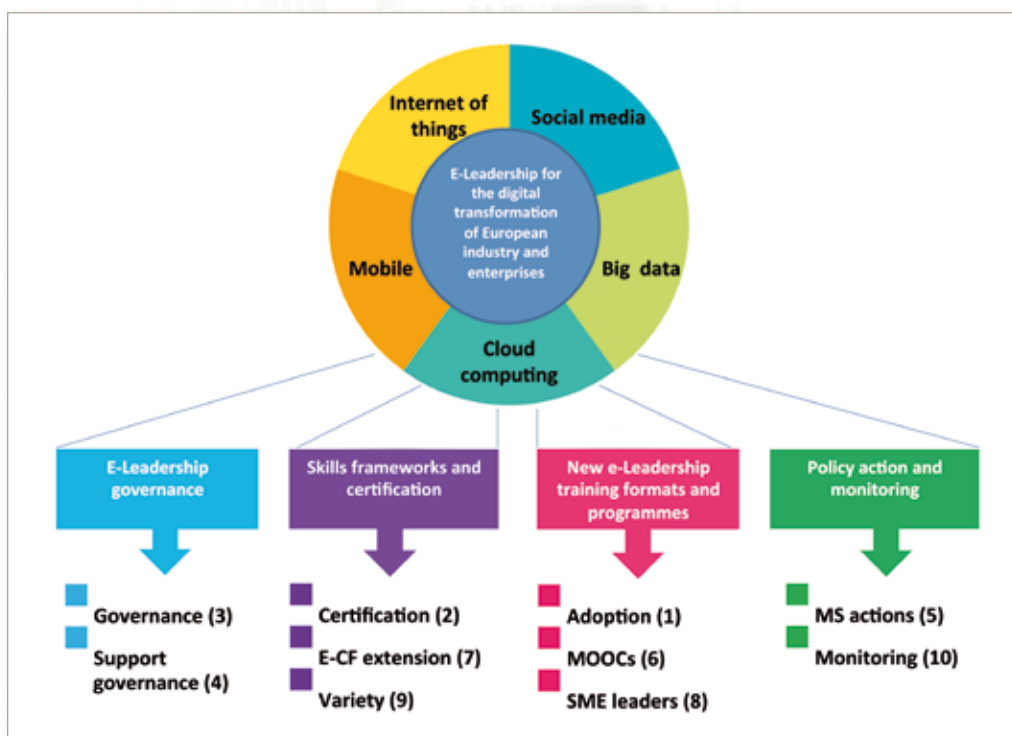 Internet of
things
Social media
E-Leadership for
the digital
transformation
of European
industry and
enterprises
Mobile
Big data
Cloud
computing
E-Leadership
governance
Skills frameworks and
certification
New e-Leadership
training formats and
programmes
Policy action and
monitoring
Governance (3)
Support
governance (4)
Certification (2)
E-CF extension (7)
Variety (9)
Adoption (1)
MOOCs (6)
SME leaders (8)
MS actions (5)
Monitoring (10)